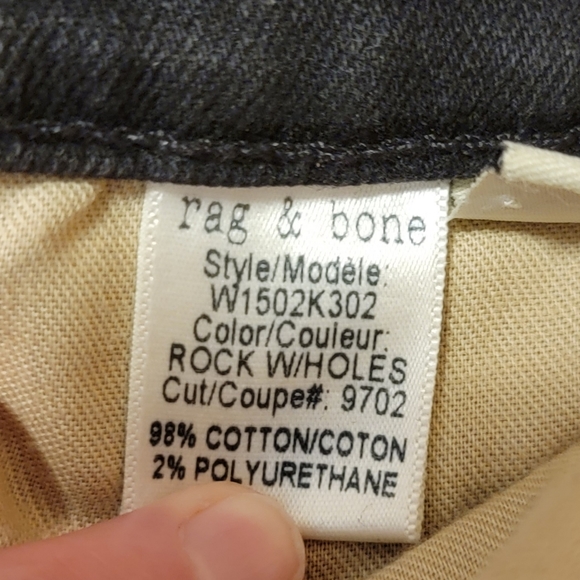 rag & bone
Style/Modèle:
W1502K302
Color/Couleur:
ROCK W/HOLES
Cut/Coupe#: 9702
98% COTTON/COTON
2% POLYURETHANE